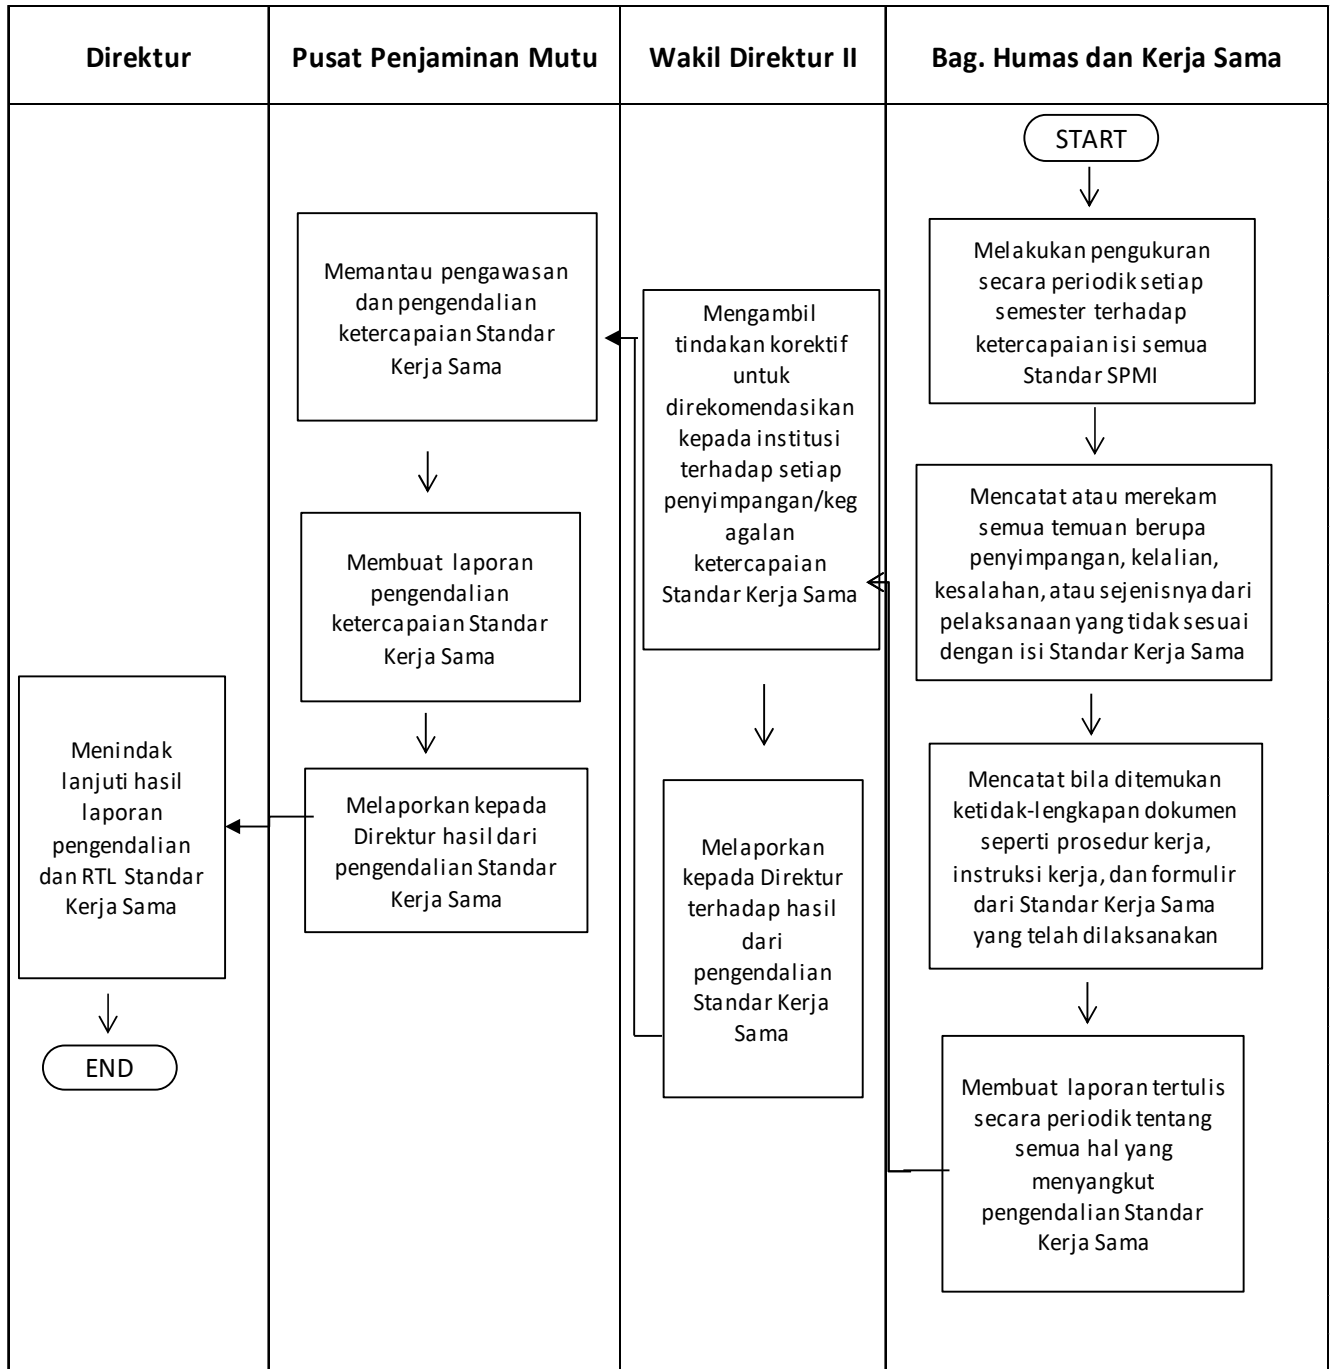 Direktur
Pusat Penjaminan Mutu
Wakil Direktur II
Bag. Humas dan Kerja Sama
START
Melakukan pengukuran
secara periodik setiap
semester terhadap
ketercapaian isi semua
Standar SPMI
Mencatat atau merekam
semua temuan berupa
penyimpangan, kelalian,
kesalahan, atau sejenisnya dari
pelaksanaan yang tidak sesuai
dengan isi Standar Kerja Sama
Mencatat bila ditemukan
ketidak-lengkapan dokumen
seperti prosedur kerja,
instruksi kerja, dan formulir
dari Standar Kerja Sama
yang telah dilaksanakan
Membuat laporan tertulis
secara periodik tentang
semua hal yang
menyangkut
pengendalian Standar
Kerja Sama
Mengambil
tindakan korektif
untuk
direkomendasikan
kepada institusi
terhadap setiap
penyimpangan/keg
agalan
ketercapaian
Standar Kerja Sama
Melaporkan
kepada Direktur
terhadap hasil
dari
pengendalian
Standar Kerja
Sama
Memantau pengawasan
dan pengendalian
ketercapaian Standar
Kerja Sama
Membuat laporan
pengendalian
ketercapaian Standar
Kerja Sama
Melaporkan kepada
Direktur hasil dari
pengendalian Standar
Kerja Sama
Menindak
lanjuti hasil
laporan
pengendalian
dan RTL Standar
Kerja Sama
END